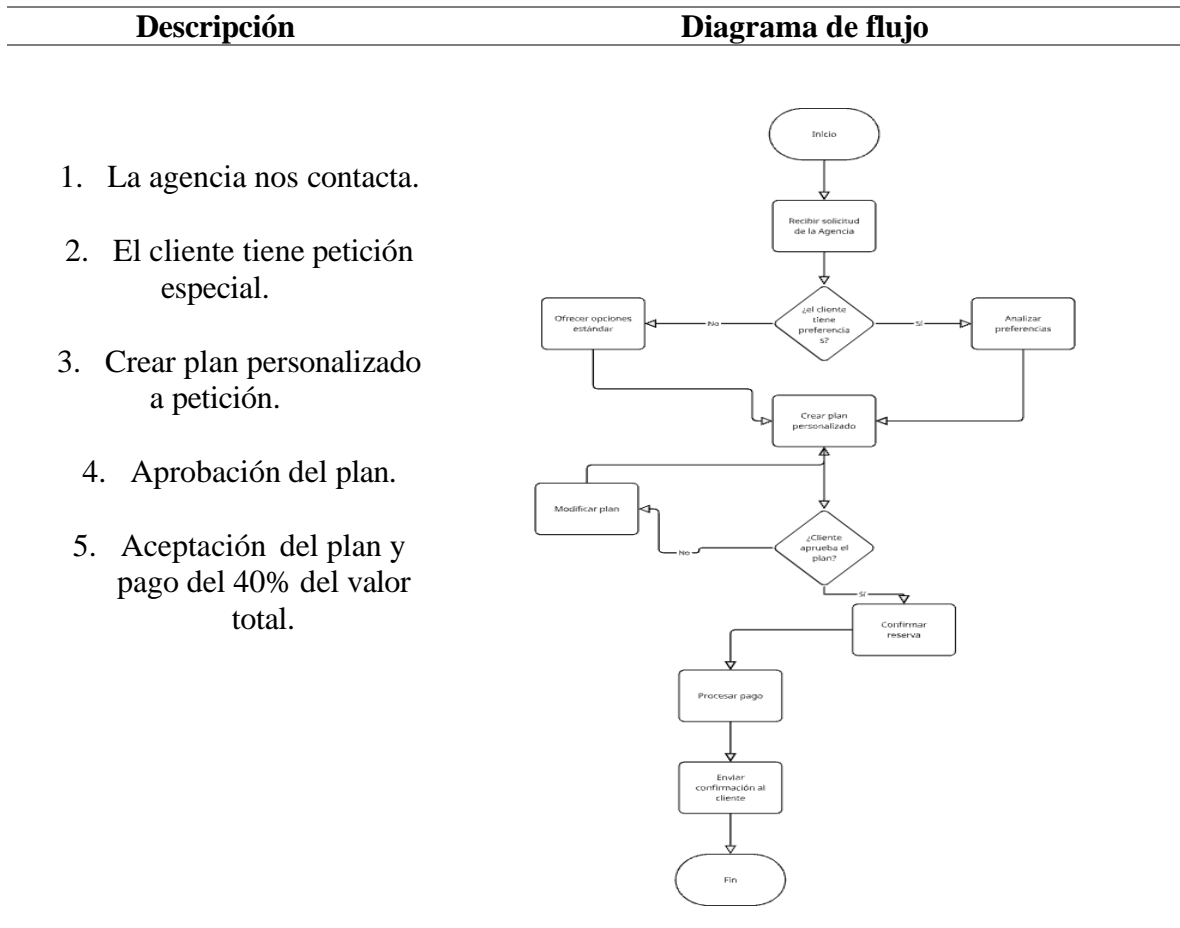 Descripción
Diagrama de flujo
1. La agencia nos contacta.
2. El cliente tiene petición
especial.
3. Crear plan personalizado
a petición.
4. Aprobación del plan.
5. Aceptación del plan y
pago del 40% del valor
total.
Inicio
Recibir solicitud
de la Agencia
¿el cliente
tiene
preferencia
s?
No
Ofrecer opciones
estándar
Sí
Analizar
preferencias
Crear plan
personalizado
Modificar plan
No
¿Cliente
aprueba el
plan?
Sí
Confirmar
reserva
Procesar pago
Enviar
confirmación al
cliente
Fin